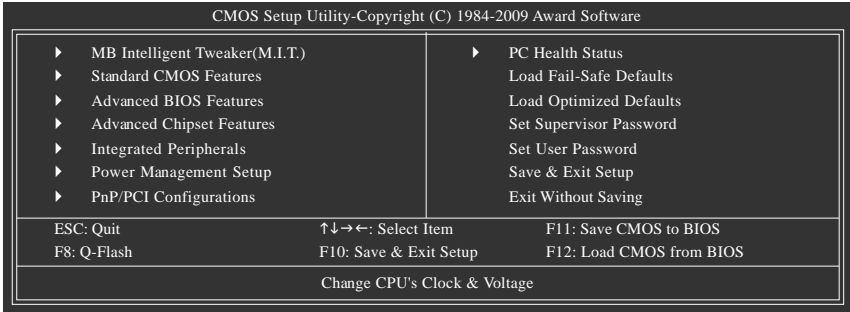 CMOS Setup Utility-Copyright (C) 1984-2009 Award Software
MB Intelligent Tweaker(M.I.T.)
Standard CMOS Features
Advanced BIOS Features
Advanced Chipset Features
Integrated Peripherals
Power Management Setup
PnP/PCI Configurations
PC Health Status
Load Fail-Safe Defaults
Load Optimized Defaults
Set Supervisor Password
Set User Password
Save & Exit Setup
Exit Without Saving
ESC: Quit ↑↓→←: Select Item F11: Save CMOS to BIOS
F8: Q-Flash F10: Save & Exit Setup F12: Load CMOS from BIOS
Change CPU's Clock & Voltage